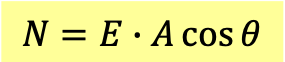 N = E · A cos θ